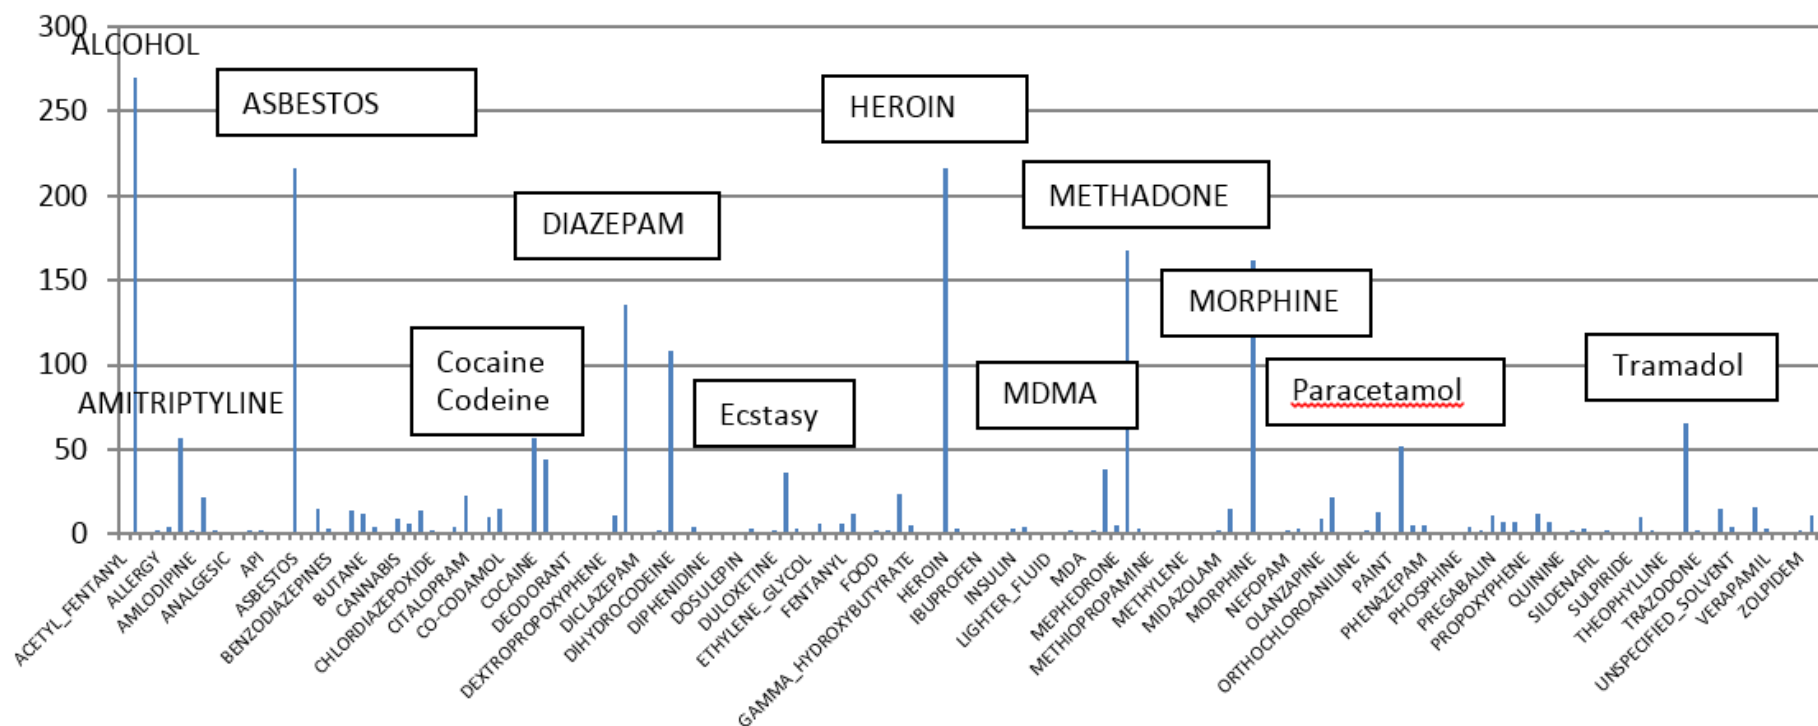 300
ALCOHOL
250
200
150
100
50
0
ASBESTOS
HEROIN
METHADONE
DIAZEPAM
MORPHINE
Cocaine
Codeine
Ecstasy
MDMA
Paracetamol
Tramadol
AMITRIPTYLINE
ACETYL_FENTANYL
ALLERGY
AMLODIPINE
ANALGESIC
API
ASBESTOS
BENZODIAZEPINES
BUTANE
CANNABIS
CHLORDIAZEPOXIDE
CITALOPRAM
CO-CODAMOL
COCAINE
DEODORANT
DEXTROPROPOXYPHENE
DICLAZEPAM
DIHYDROCODEINE
DIPHENIDINE
DOSULEPIN
DULOXETINE
ETHYLENE_GLYCOL
FENTANYL
FOOD
GAMMA_HYDROXYBUTYRATE
HEROIN
IBUPROFEN
INSULIN
LIGHTER_FLUID
MDA
MEPHEDRONE
METHIOPROPAMINE
METHYLENE
MIDAZOLAM
MORPHINE
NEFOPAM
OLANZAPINE
ORTHOCHLOROANILINE
PAINT
PHENAZEPAM
PHOSPHINE
PREGABALIN
PROPOXYPHENE
QUININE
SILDENAFIL
SULPIRIDE
THEOPHYLLINE
TRAZODONE
UNSPECIFIED_SOLVENT
VERAPAMIL
ZOLPIDEM